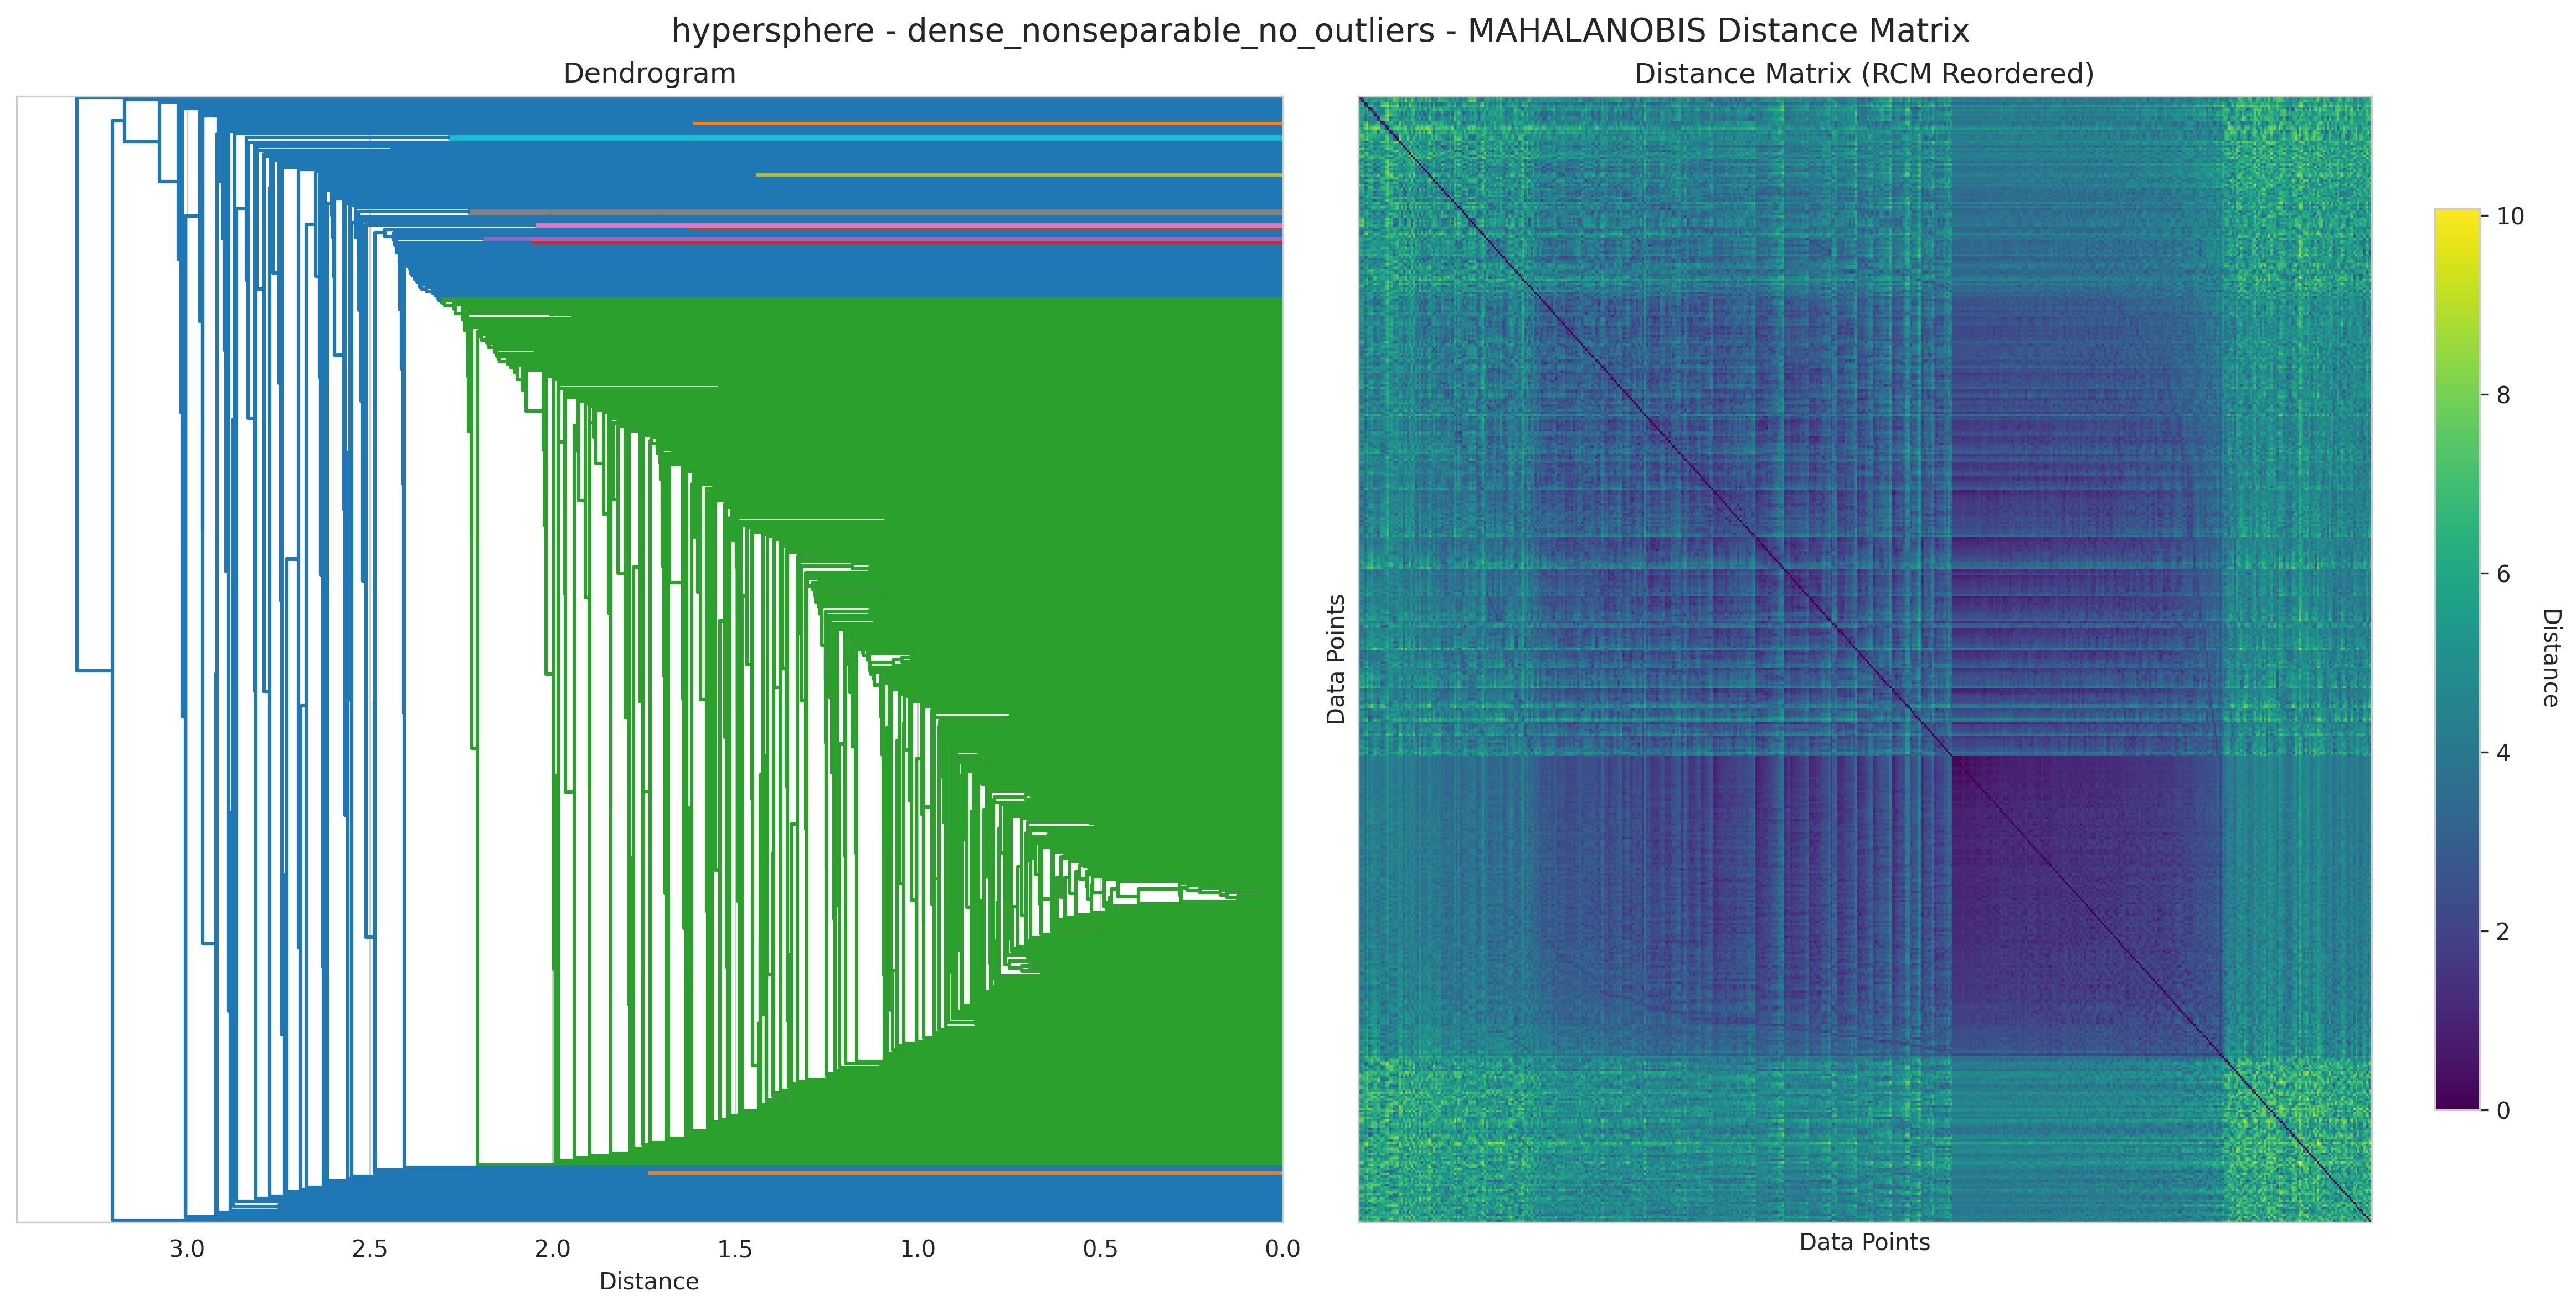 hypersphere - dense_nonseparable_no_outliers - MAHALANOBIS Distance Matrix
Dendrogram
3.0 2.5 2.0 1.5 1.0 0.5 0.0
Distance
Distance Matrix (RCM Reordered)
Data Points
Data Points
10
8
6
4
2
0
Distance